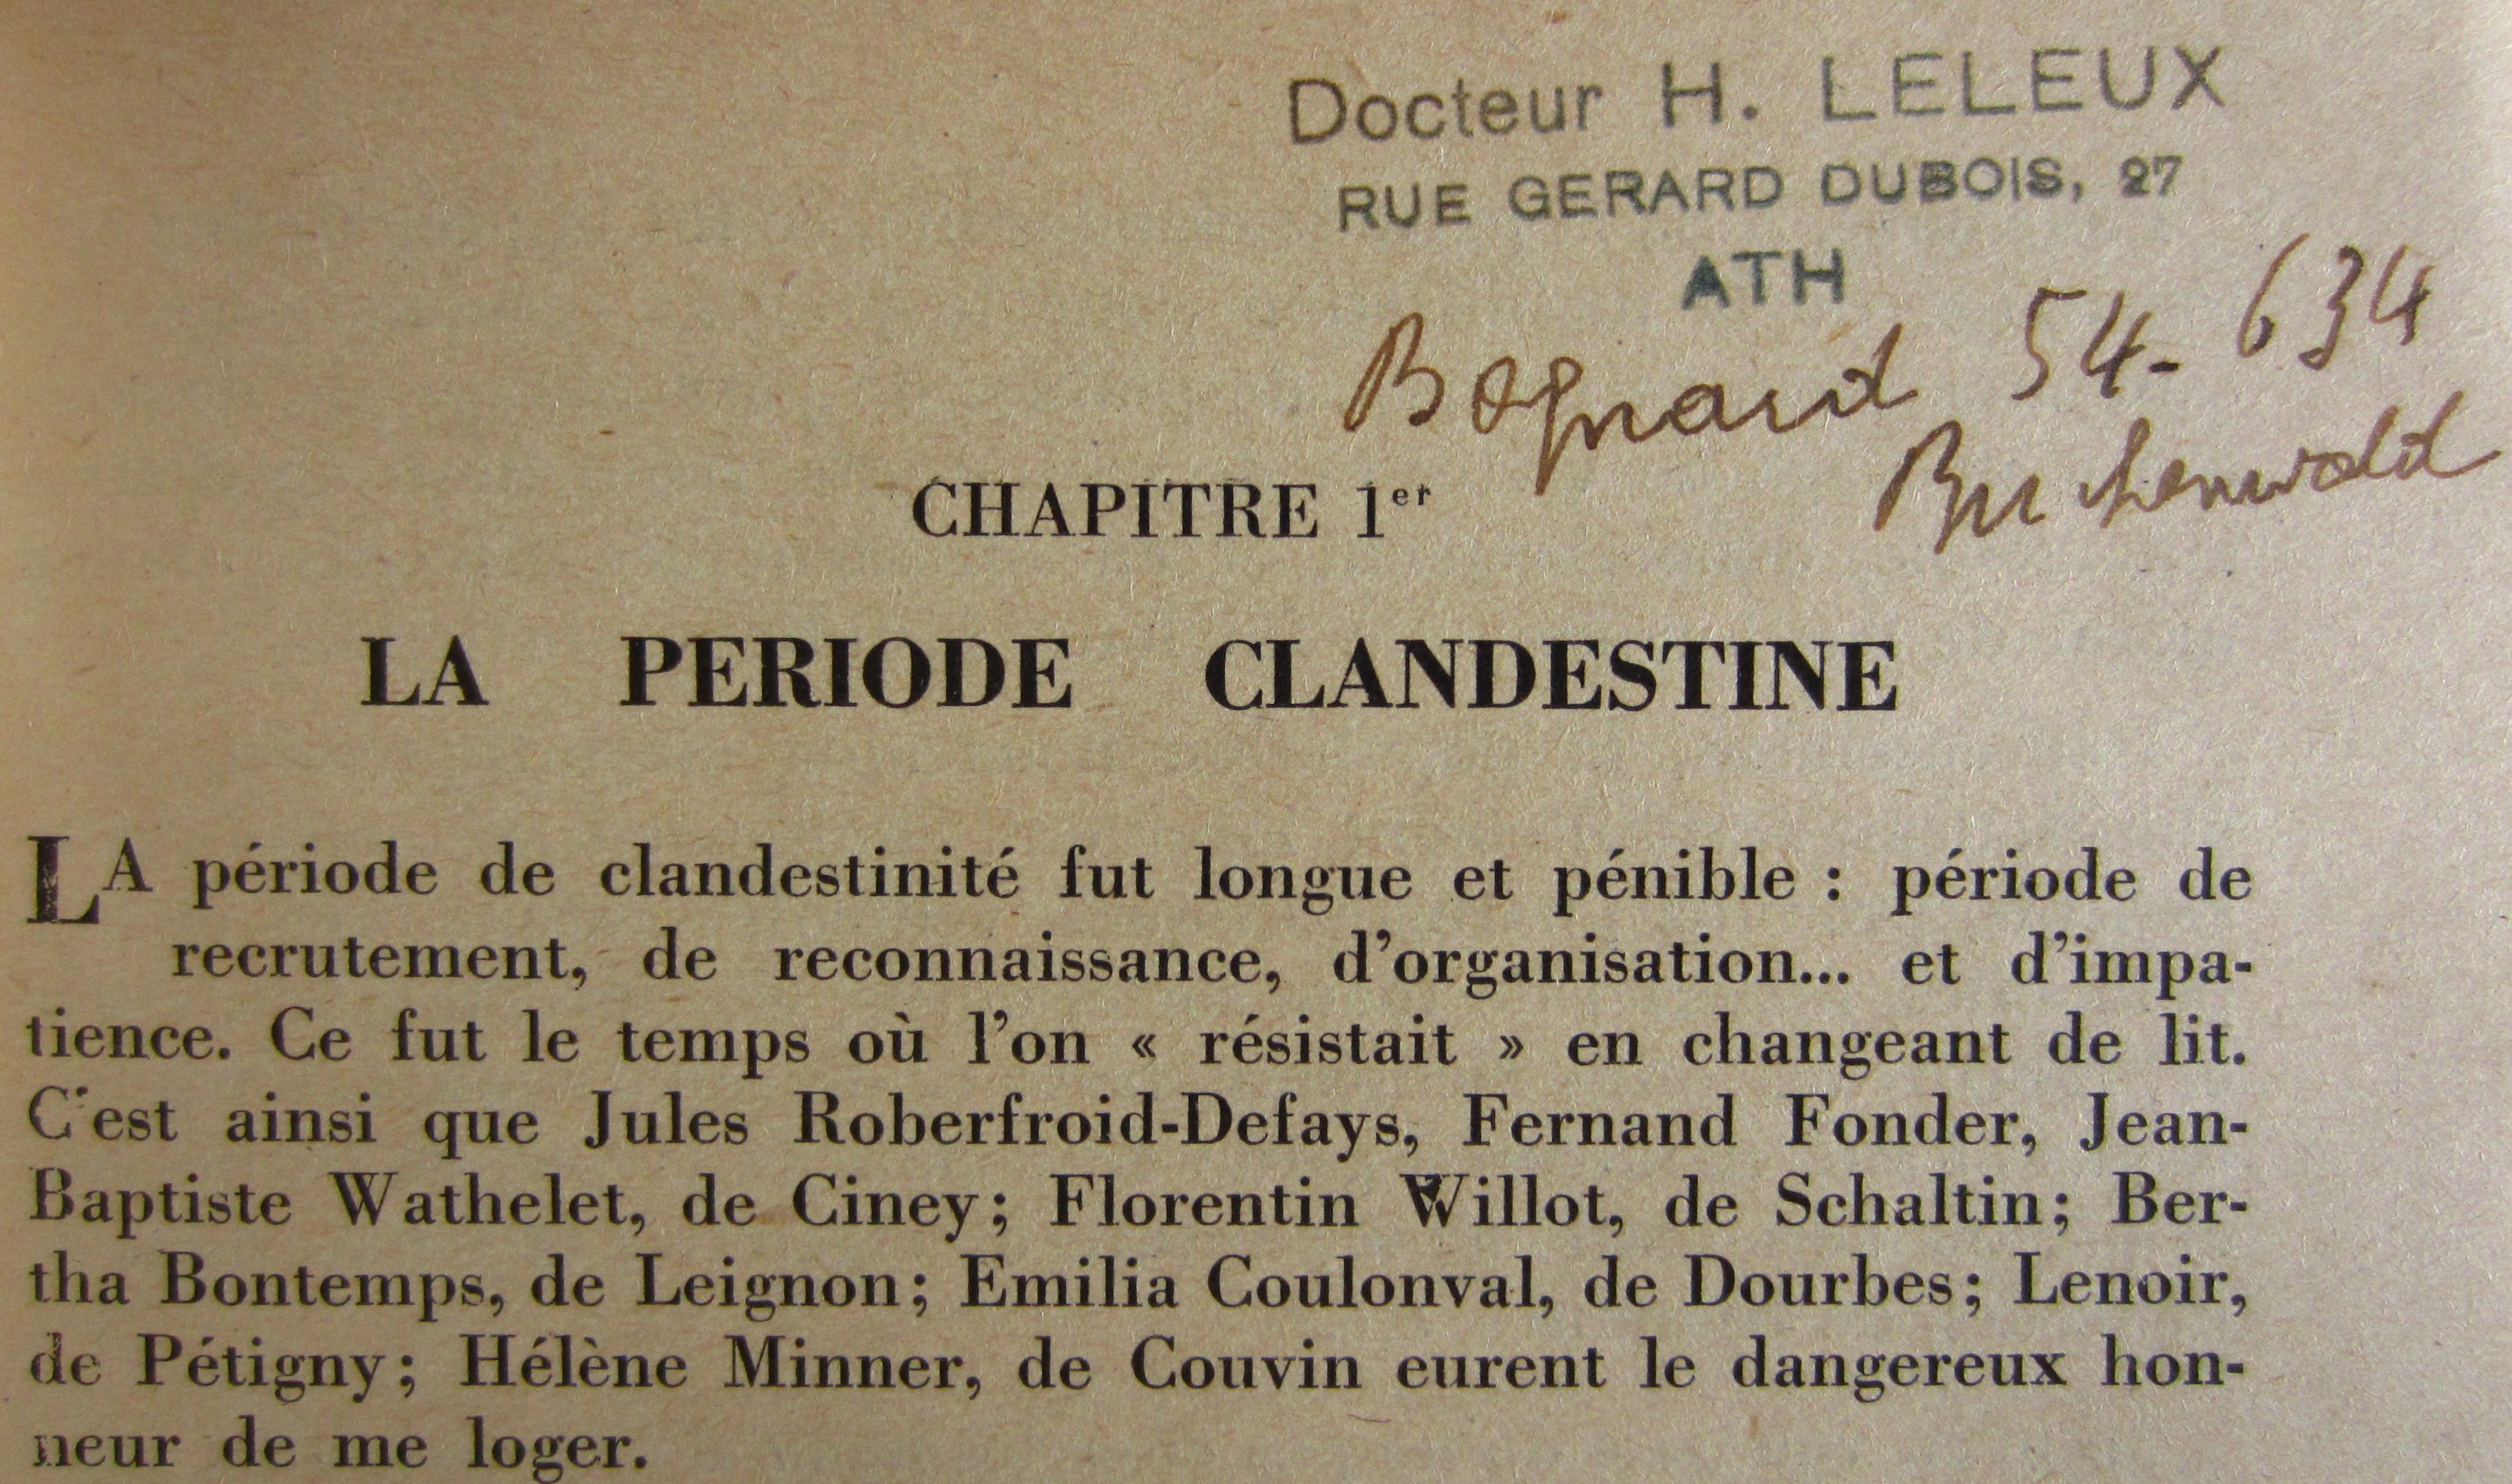 Docteur H. LELEUX
RUE GERARD DUBOIS, 27
ATH
Bognard 54-634
Buchenwald
CHAPITRE 1er
LA PERIODE CLANDESTINE
LA période de clandestinité fut longue et pénible : période de
recrutement, de reconnaissance, d'organisation... et d'impa-
tience. Ce fut le temps où l'on « résistait » en changeant de lit.
C'est ainsi que Jules Roberfroid-Defays, Fernand Fonder, Jean-
Baptiste Wathelet, de Ciney; Florentin Willot, de Schaltin; Ber-
tha Bontemps, de Leignon; Emilia Coulonval, de Dourbes; Lenoir,
de Pétigny; Hélène Minner, de Couvin eurent le dangereux hon-
neur de me loger.